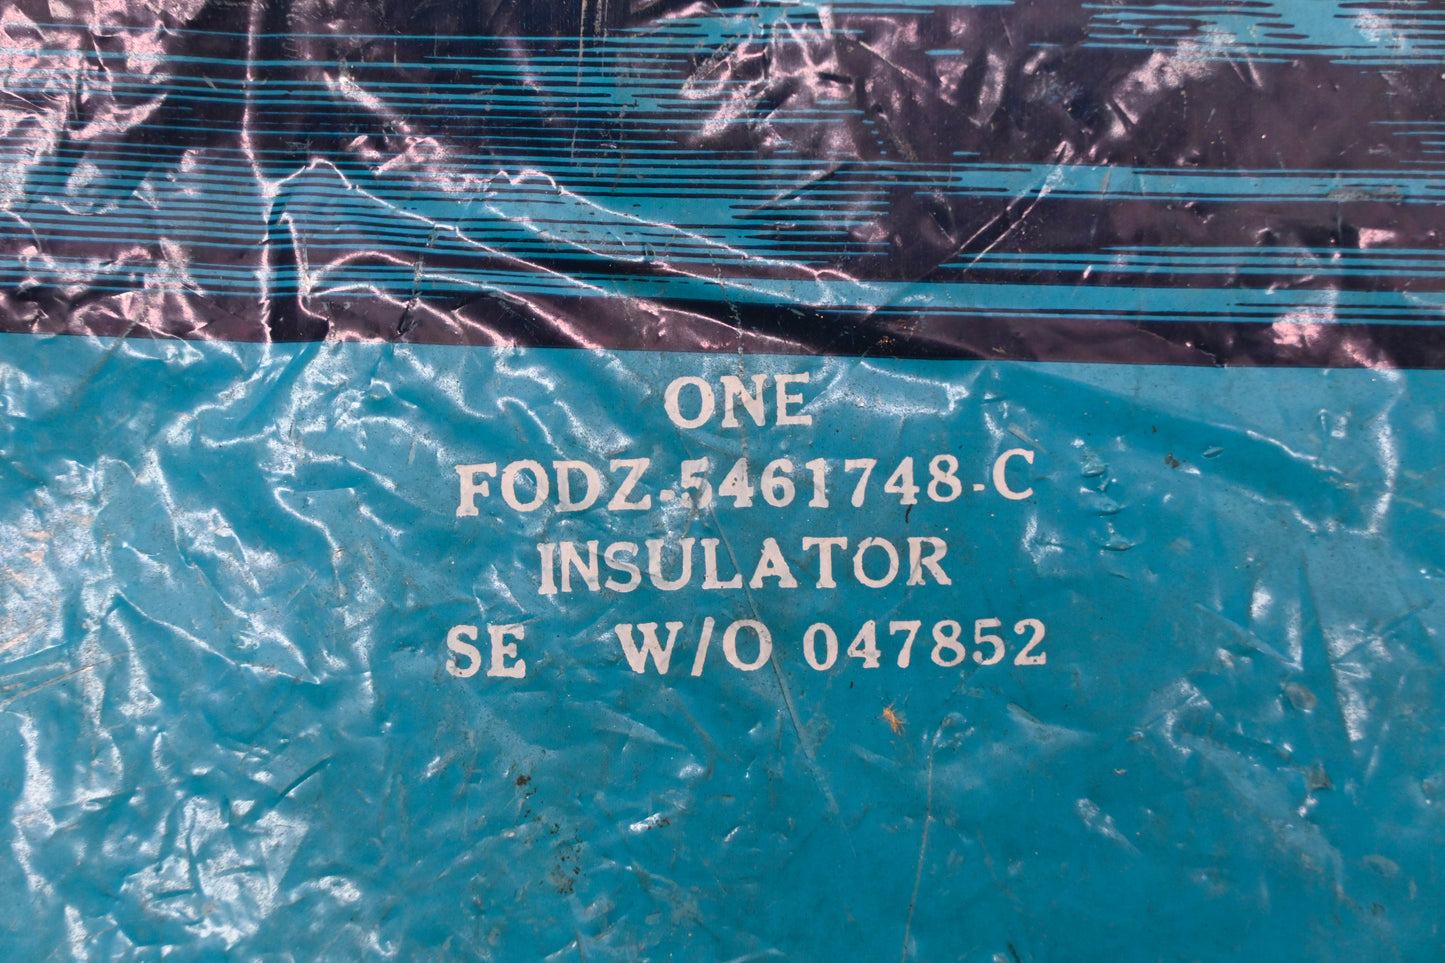 ONE
FODZ-5461748-C
INSULATOR
SE W/O 047852